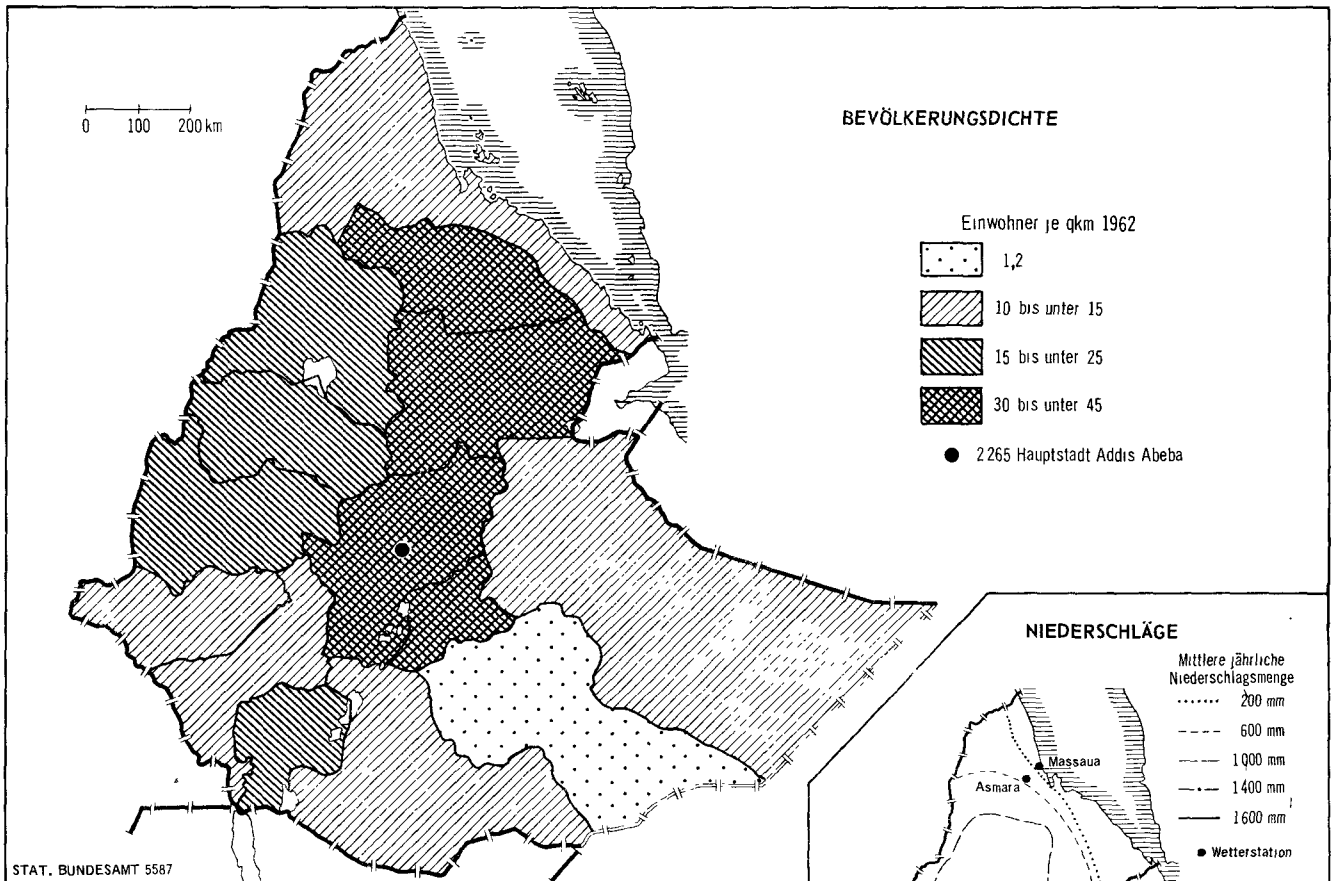 0 100 200 km
BEVÖLKERUNGSDICHTE
Einwohner je qkm 1962
1,2
10 bis unter 15
15 bis unter 25
30 bis unter 45
2265 Hauptstadt Addis Abeba
NIEDERSCHLÄGE
Mittlere jährliche
Niederschlagsmenge
200 mm
600 mm
1000 mm
1400 mm
1600 mm
Wetterstation
Massaua
Asmara
STAT. BUNDESAMT 5587